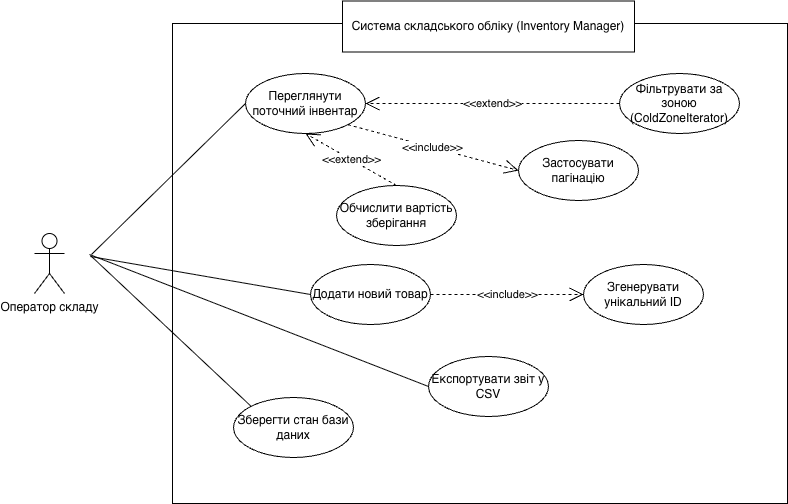 Система складського обліку (Inventory Manager)
Переглянути
поточний інвентар
<<extend>>
Фільтрувати за
зоною
(ColdZoneIterator)
<<include>>
<<extend>>
Застосувати
пагінацію
Обчислити вартість
зберігання
Оператор складу
Додати новий товар
<<include>>
Згенерувати
унікальний ID
Експортувати звіт у
CSV
Зберегти стан бази
даних